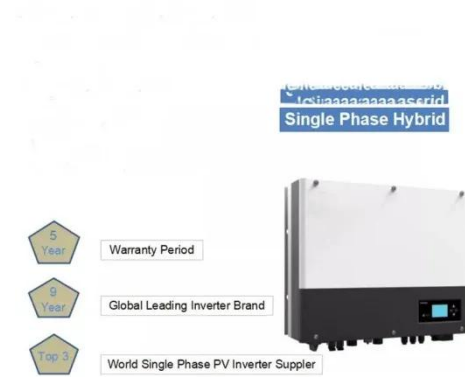 Single Phase Hybrid
5
Year
Warranty Period
9
Year
Global Leading Inverter Brand
Top 3
World Single Phase PV Inverter Suppler